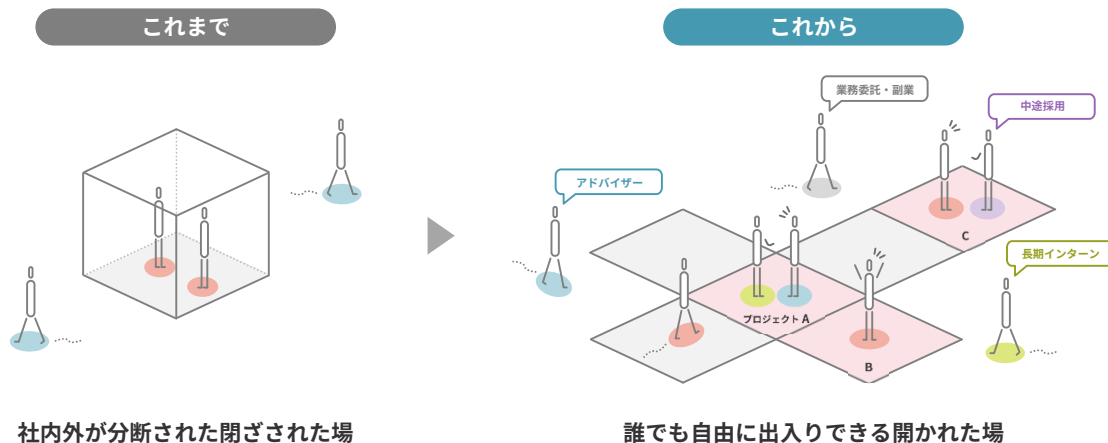 これまで
これから
業務委託・副業
中途採用
アドバイザー
C
長期インターン
プロジェクト A
B
社内外が分断された閉ざされた場
誰でも自由に出入りできる開かれた場